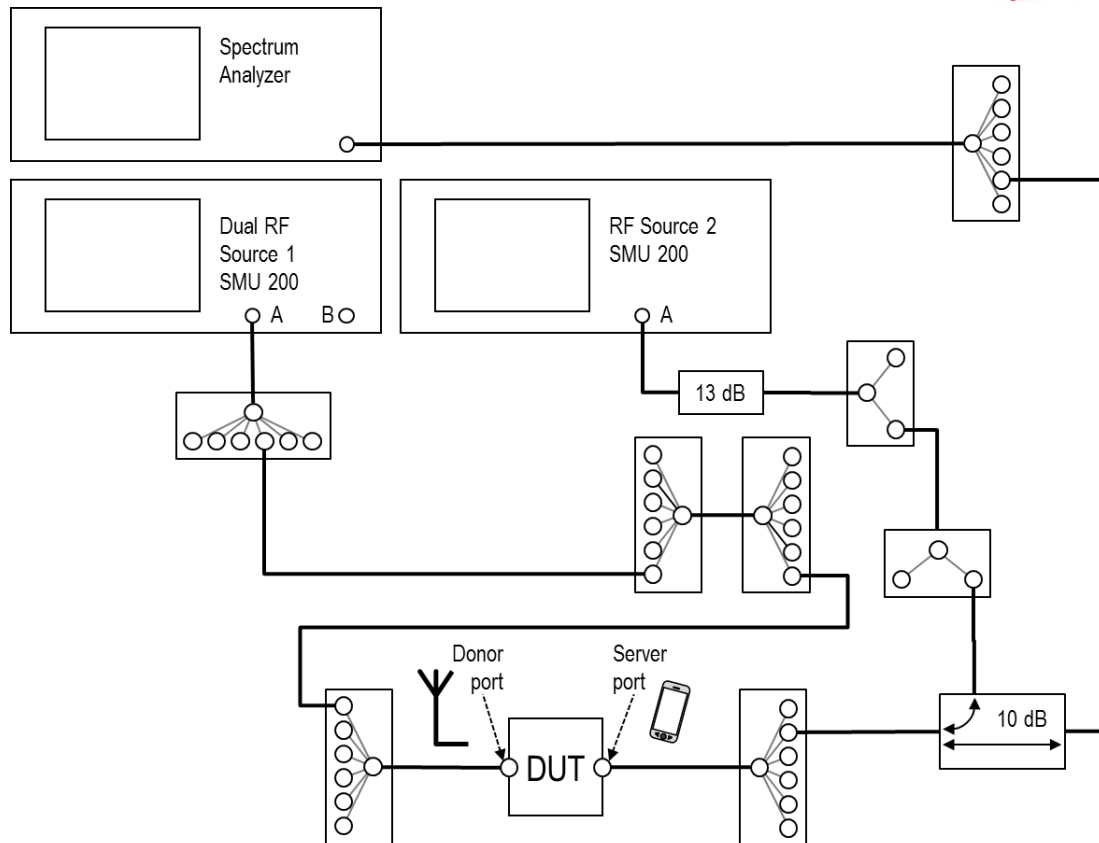 Spectrum
Analyzer
Dual RF
Source 1
SMU 200
A
B
RF Source 2
SMU 200
A
13 dB
Donor
port
Server
port
10 dB
DUT